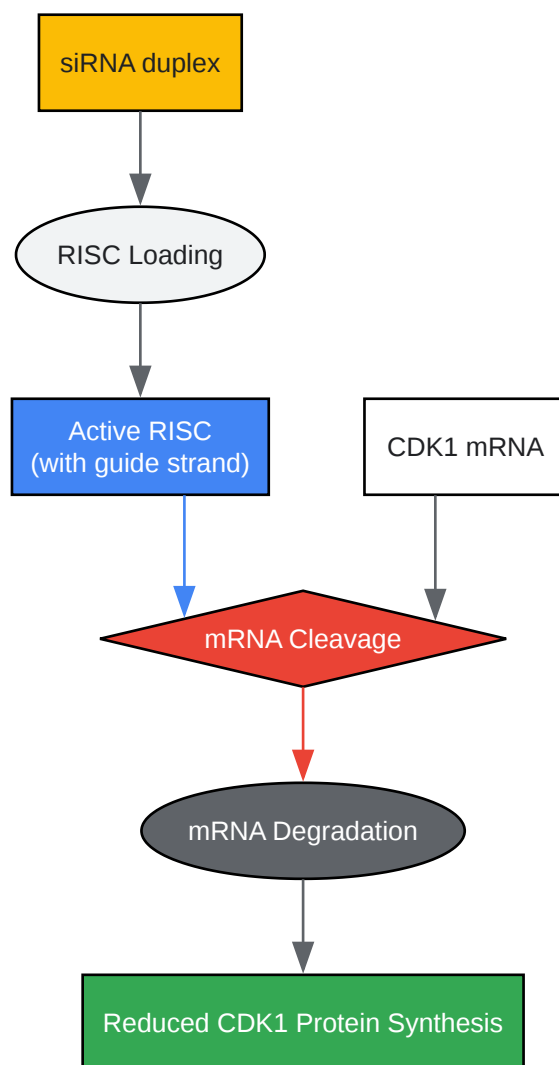 siRNA duplex
RISC Loading
Active RISC
(with guide strand)
CDK1 mRNA
mRNA Cleavage
mRNA Degradation
Reduced CDK1 Protein Synthesis